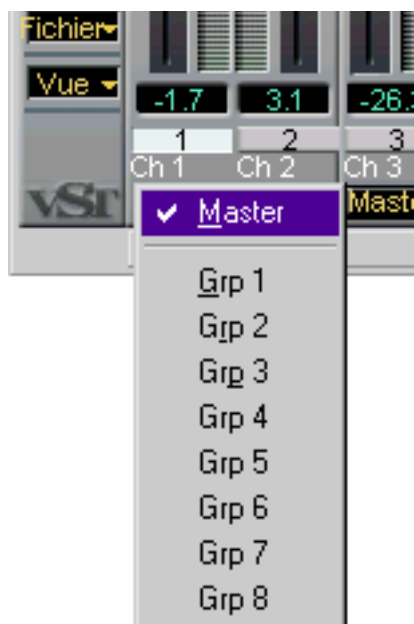 Fichier
Vue
-1.7 3.1 -26.
1 2 3
Ch 1 Ch 2 Ch 3
VST
Master
Maste
Grp 1
Grp 2
Grp 3
Grp 4
Grp 5
Grp 6
Grp 7
Grp 8